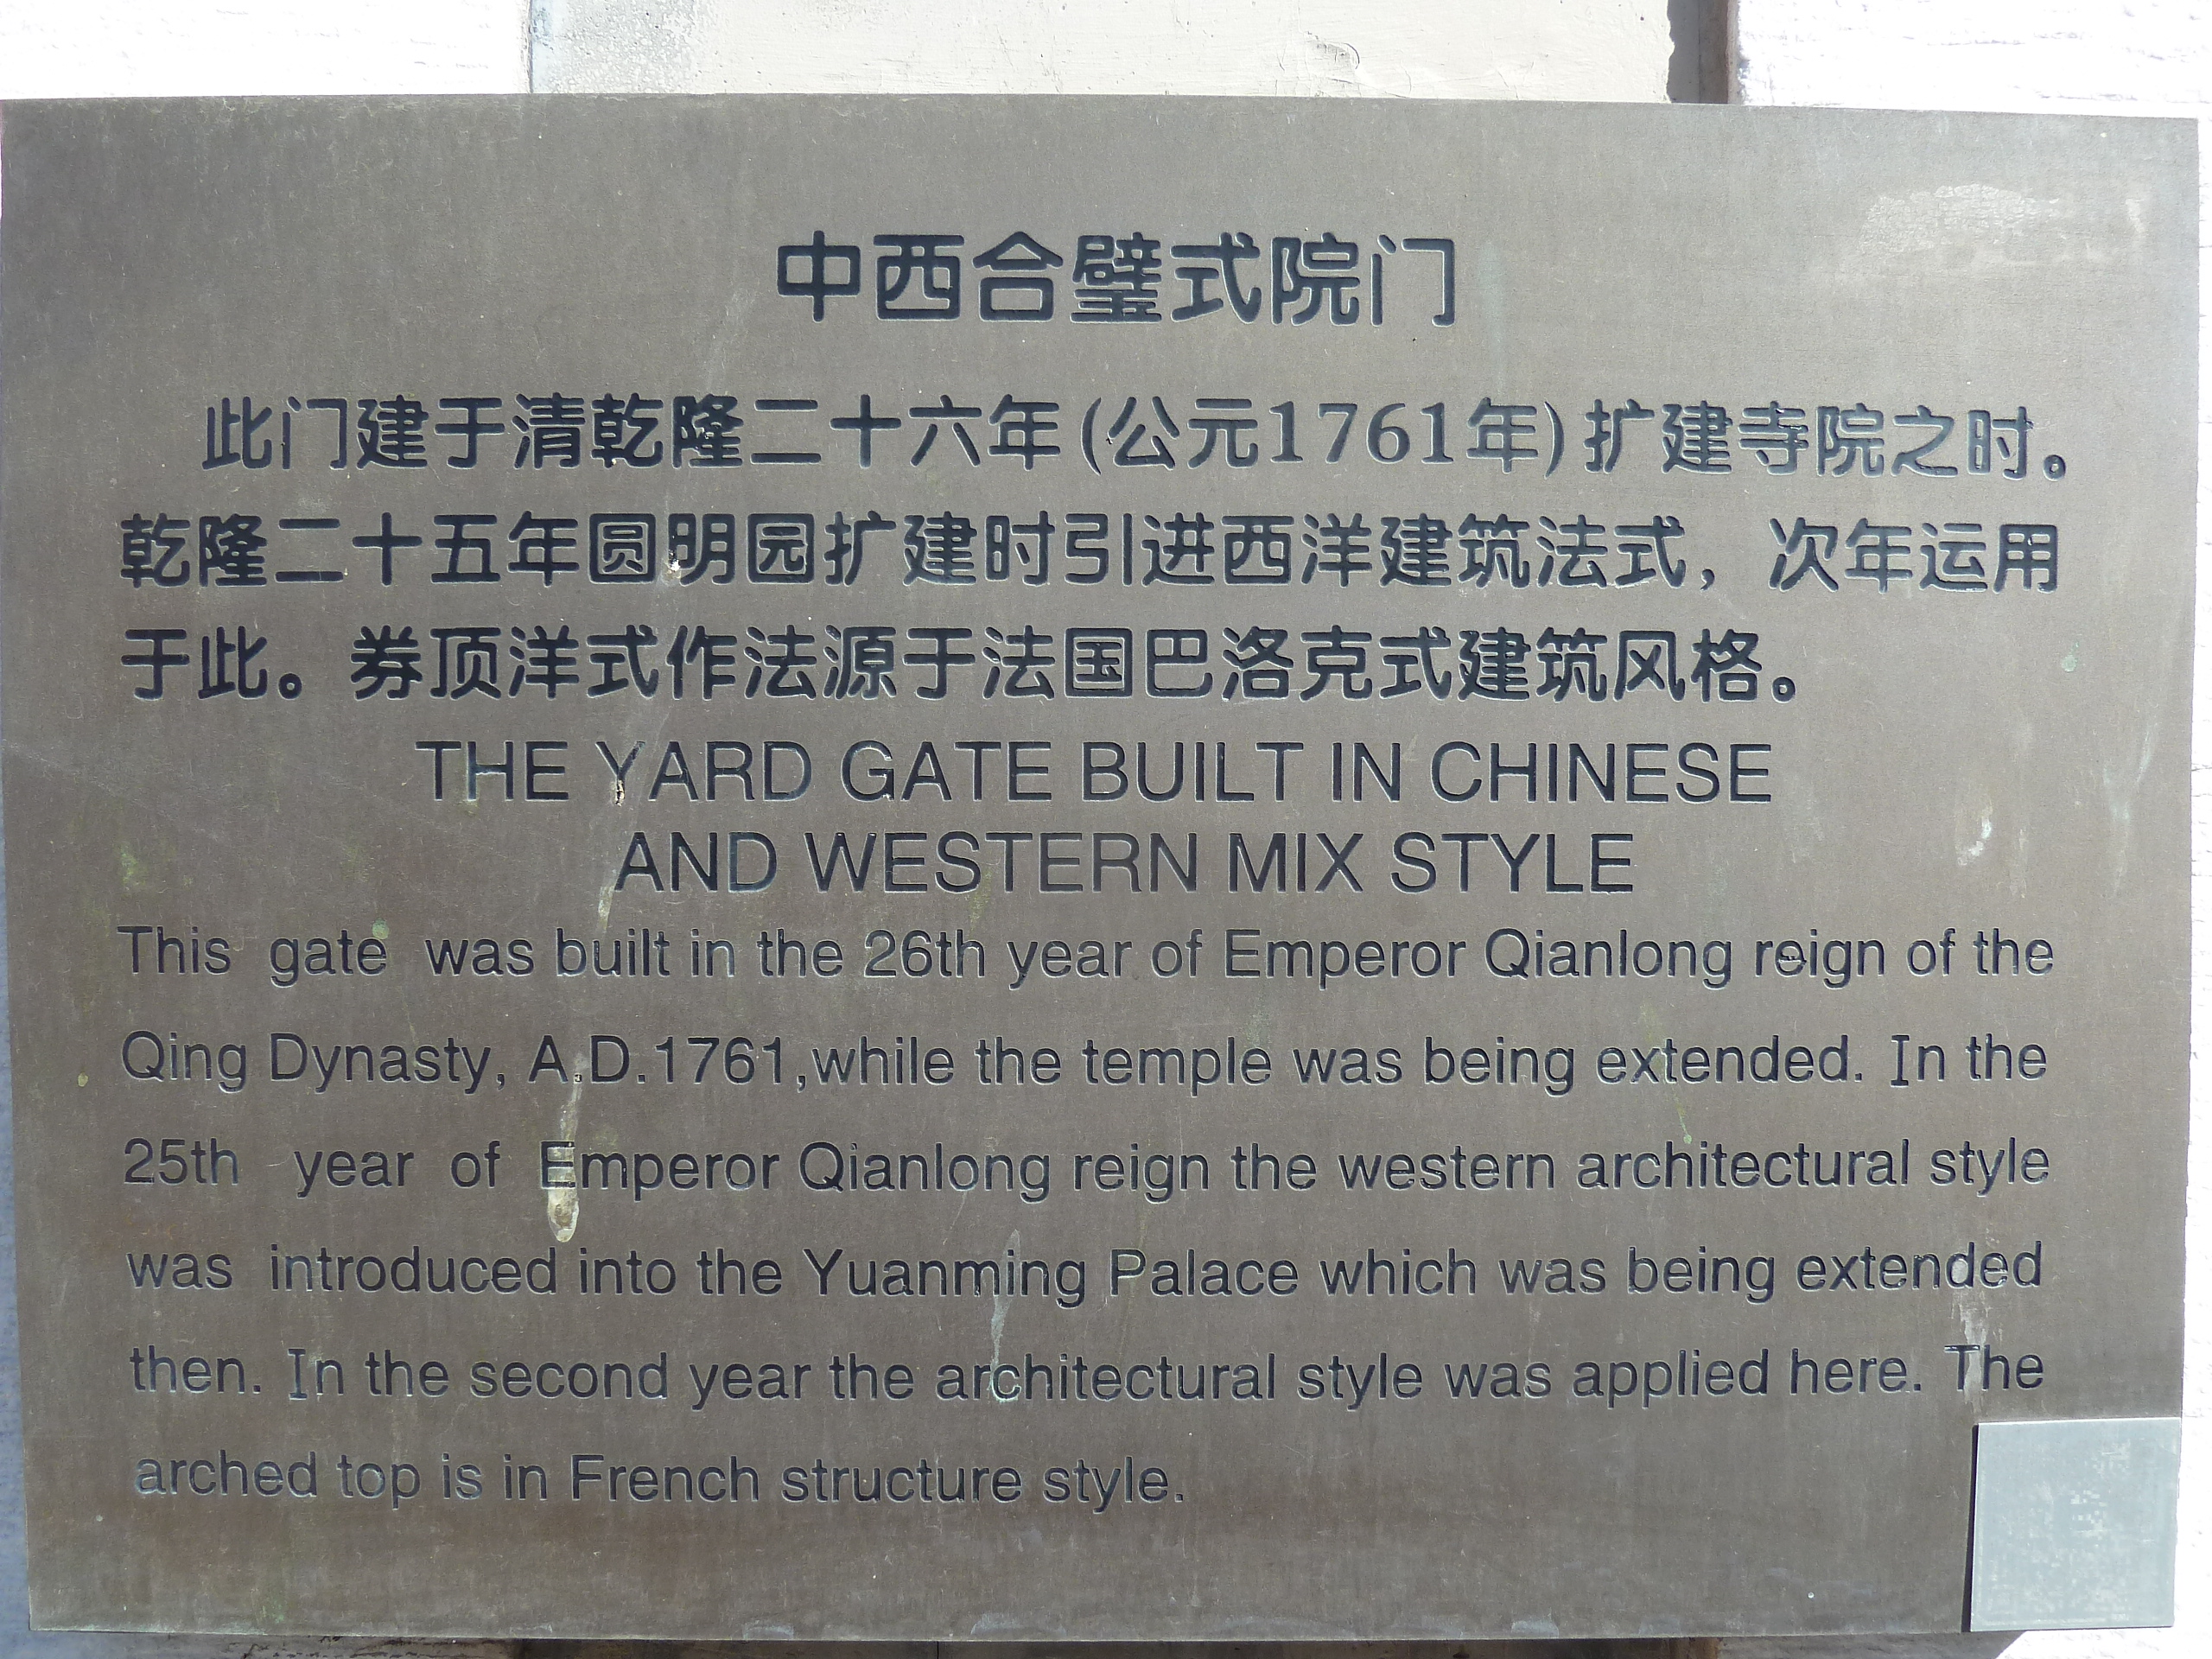 中西合璧式院门
此门建于清乾隆二十六年(公元1761年)扩建寺院之时。
乾隆二十五年圆明园扩建时引进西洋建筑法式，次年运用
于此。券顶洋式作法源于法国巴洛克式建筑风格。
THE YARD GATE BUILT IN CHINESE
AND WESTERN MIX STYLE
This gate was built in the 26th year of Emperor Qianlong reign of the
Qing Dynasty, A.D.1761,while the temple was being extended. In the
25th year of Emperor Qianlong reign the western architectural style
was introduced into the Yuanming Palace which was being extended
then. In the second year the architectural style was applied here. The
arched top is in French structure style.